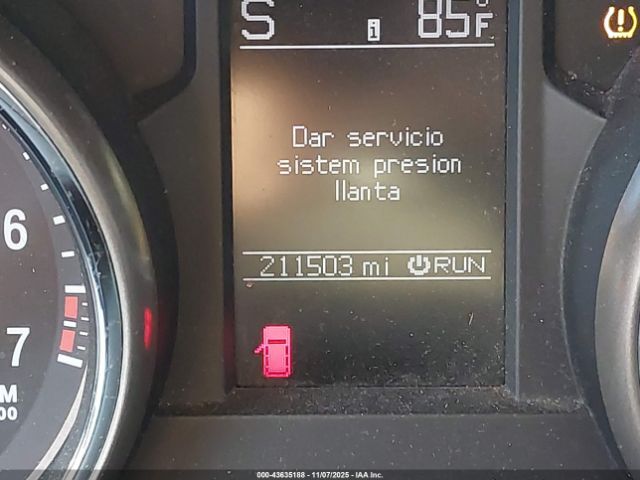 S i 85°F
Dar servicio
sistem presion
llanta
211503 mi RUN
6
7
000-43635188 - 11/07/2025 - IAA Inc.